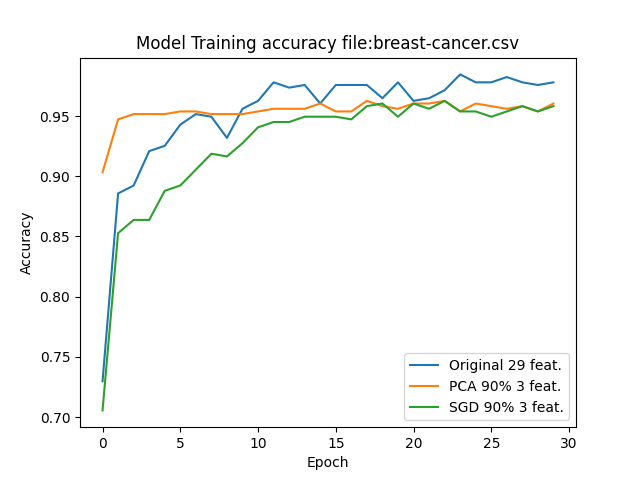 Model Training accuracy file:breast-cancer.csv
Accuracy
0.95
0.90
0.85
0.80
0.75
0.70
Original 29 feat.
PCA 90% 3 feat.
SGD 90% 3 feat.
0 5 10 15 20 25 30
Epoch